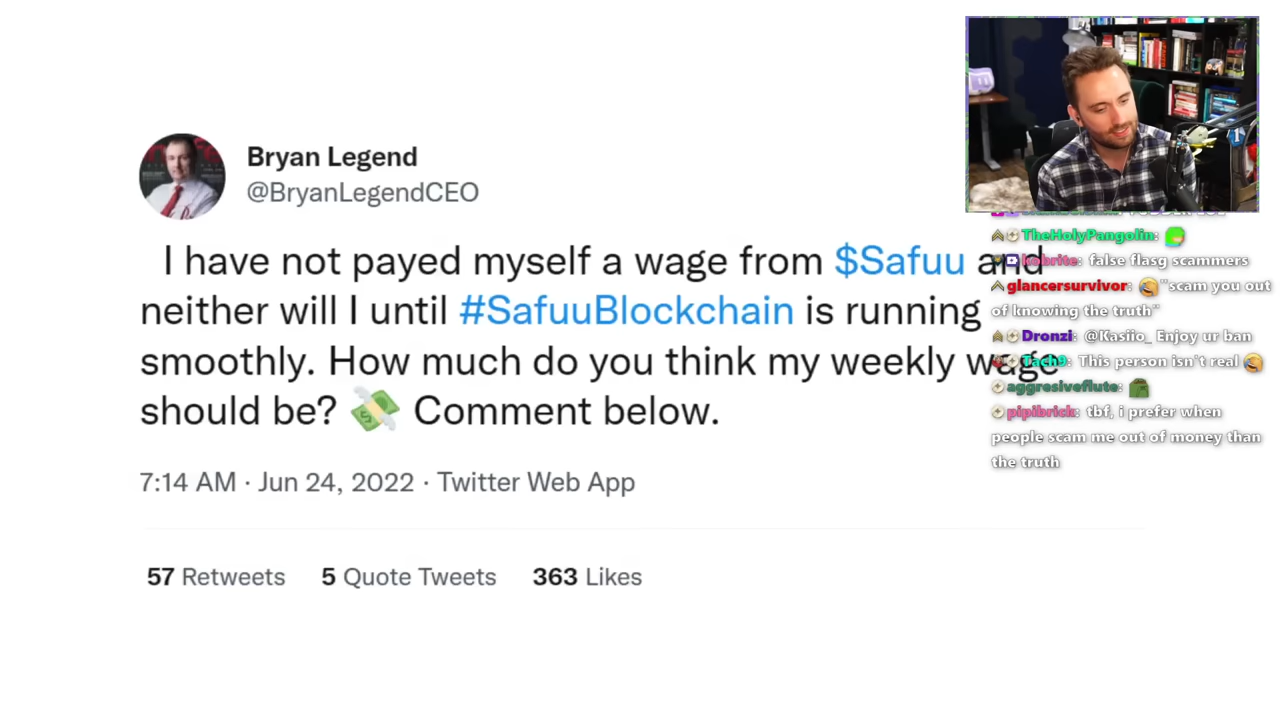 Bryan Legend
@BryanLegendCEO
I have not payed myself a wage from $Safuu and
neither will I until #SafuuBlockchain is running
smoothly. How much do you think my weekly wage
should be? 💸 Comment below.
7:14 AM · Jun 24, 2022 · Twitter Web App
57 Retweets 5 Quote Tweets 363 Likes
TheHolyPangolin:
kobrite: false flasg scammers
glancersurvivor: "scam you out
of knowing the truth"
Dronzi: @Kasiio_ Enjoy ur ban
Tach9: This person isn't real
aggrosiveflute:
pipibrick: tbf, i prefer when
people scam me out of money than
the truth